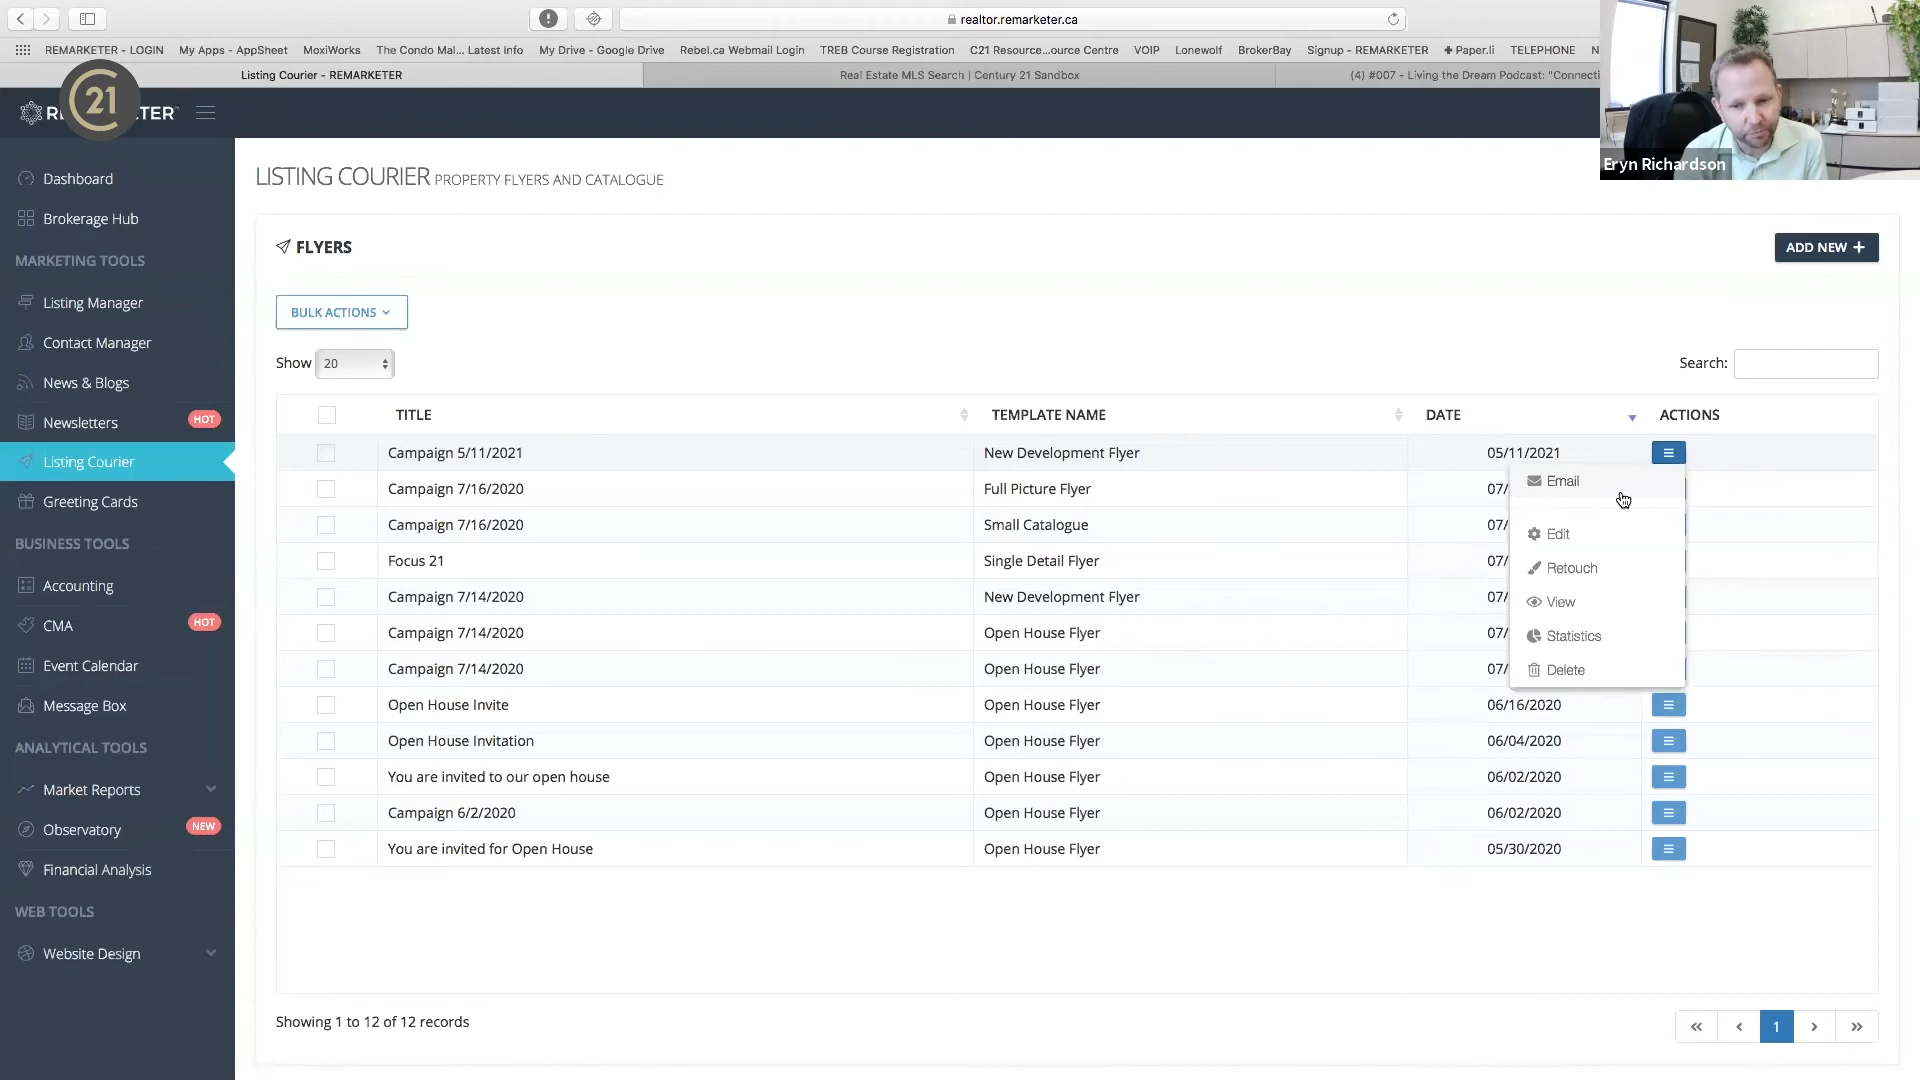 realtor.remarketer.ca
REMARKETER - LOGIN My Apps - AppSheet MoxiWorks The Condo Mal... Latest Info My Drive - Google Drive Rebel.ca Webmail Login TREB Course Registration C21 Resource...ource Centre VOIP Lonewolf BrokerBay Signup - REMARKETER Paper.li TELEPHONE N
Listing Courier - REMARKETER Real Estate MLS Search | Century 21 Sandbox (4) #007 - Living the Dream Podcast: "Connecti
21
RE TER
Eryn Richardson
Dashboard
Brokerage Hub
MARKETING TOOLS
Listing Manager
Contact Manager
News & Blogs
Newsletters HOT
Listing Courier
Greeting Cards
BUSINESS TOOLS
Accounting
CMA HOT
Event Calendar
Message Box
ANALYTICAL TOOLS
Market Reports
Observatory NEW
Financial Analysis
WEB TOOLS
Website Design
LISTING COURIER PROPERTY FLYERS AND CATALOGUE
FLYERS
ADD NEW +
BULK ACTIONS
Show 20
Search:
TITLE TEMPLATE NAME DATE ACTIONS
Campaign 5/11/2021 New Development Flyer 05/11/2021
Campaign 7/16/2020 Full Picture Flyer 07/
Campaign 7/16/2020 Small Catalogue 07/
Focus 21 Single Detail Flyer 07/
Campaign 7/14/2020 New Development Flyer 07/
Campaign 7/14/2020 Open House Flyer 07/
Campaign 7/14/2020 Open House Flyer 07/
Open House Invite Open House Flyer 06/16/2020
Open House Invitation Open House Flyer 06/04/2020
You are invited to our open house Open House Flyer 06/02/2020
Campaign 6/2/2020 Open House Flyer 06/02/2020
You are invited for Open House Open House Flyer 05/30/2020
Email
Edit
Retouch
View
Statistics
Delete
Showing 1 to 12 of 12 records
« ‹ 1 › »